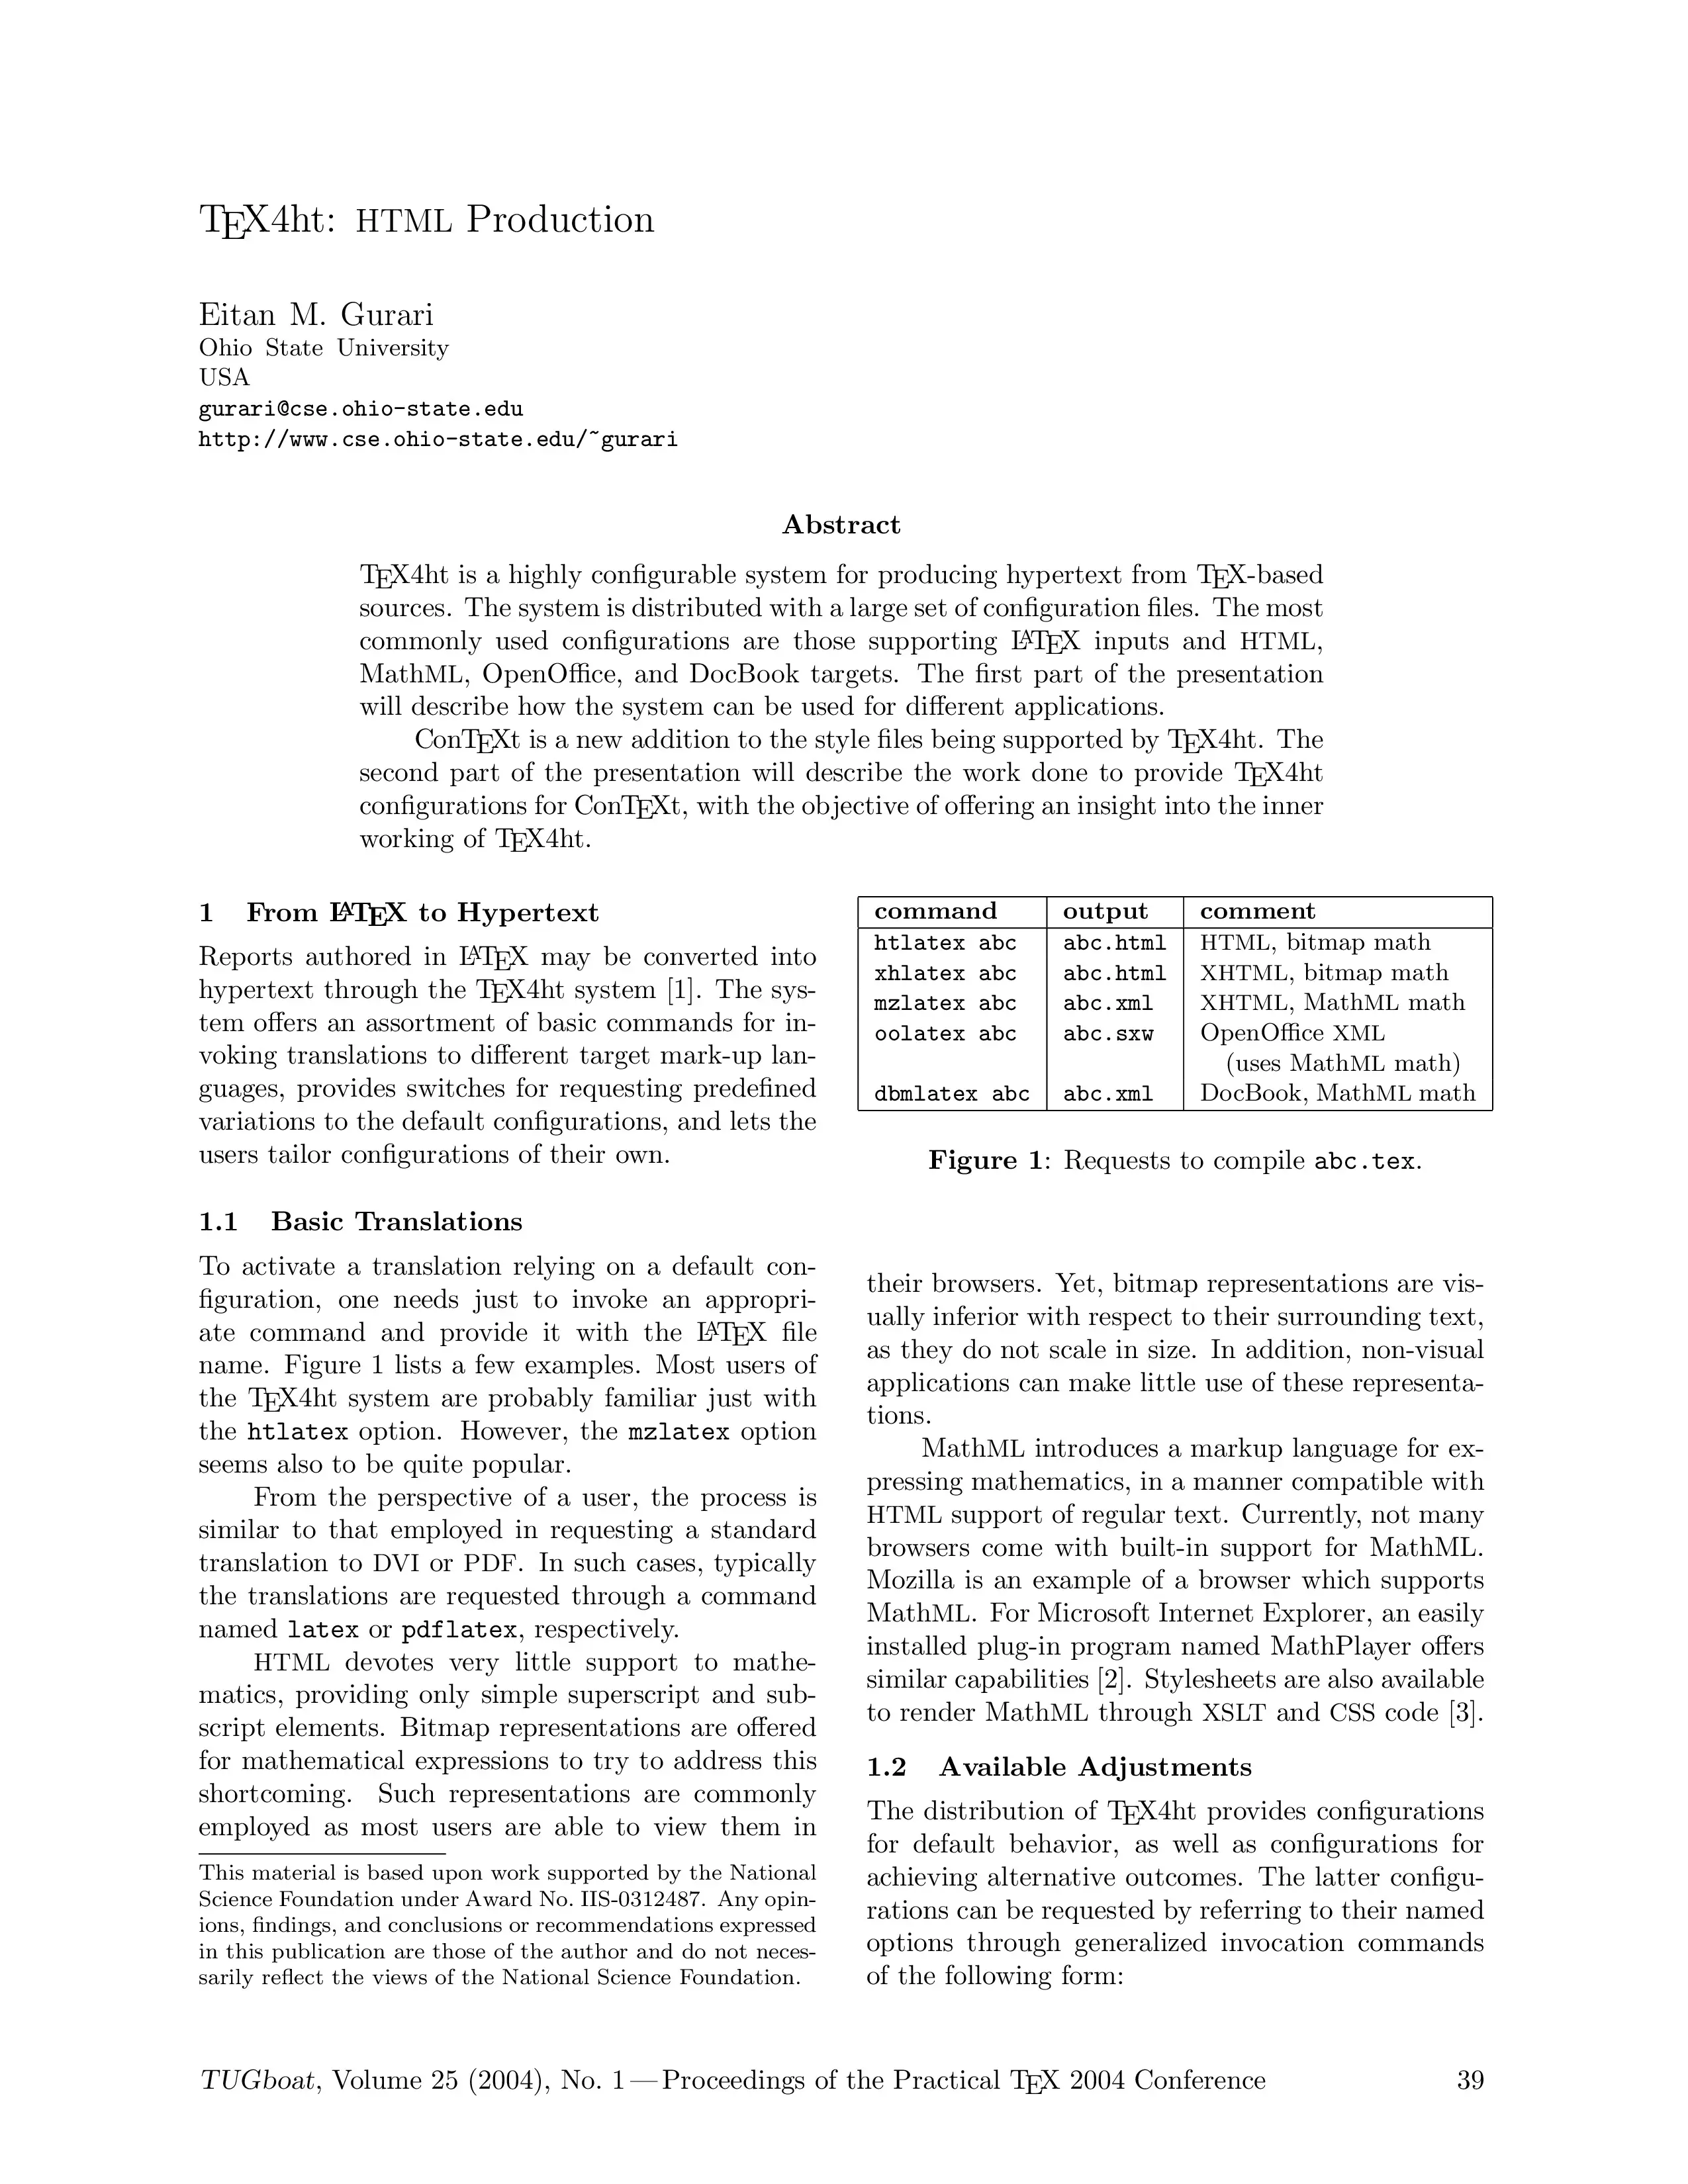 TEX4ht: HTML Production
Eitan M. Gurari
Ohio State University
USA
gurari@cse.ohio-state.edu
http://www.cse.ohio-state.edu/~gurari
Abstract
TEX4ht is a highly configurable system for producing hypertext from TEX-based
sources. The system is distributed with a large set of configuration files. The most
commonly used configurations are those supporting LATEX inputs and HTML,
MathML, OpenOffice, and DocBook targets. The first part of the presentation
will describe how the system can be used for different applications.
ConTEXt is a new addition to the style files being supported by TEX4ht. The
second part of the presentation will describe the work done to provide TEX4ht
configurations for ConTEXt, with the objective of offering an insight into the inner
working of TEX4ht.
1 From LATEX to Hypertext
Reports authored in LATEX may be converted into
hypertext through the TEX4ht system [1]. The sys-
tem offers an assortment of basic commands for in-
voking translations to different target mark-up lan-
guages, provides switches for requesting predefined
variations to the default configurations, and lets the
users tailor configurations of their own.
1.1 Basic Translations
To activate a translation relying on a default con-
figuration, one needs just to invoke an appropri-
ate command and provide it with the LATEX file
name. Figure 1 lists a few examples. Most users of
the TEX4ht system are probably familiar just with
the htlatex option. However, the mzlatex option
seems also to be quite popular.
From the perspective of a user, the process is
similar to that employed in requesting a standard
translation to DVI or PDF. In such cases, typically
the translations are requested through a command
named latex or pdflatex, respectively.
HTML devotes very little support to mathe-
matics, providing only simple superscript and sub-
script elements. Bitmap representations are offered
for mathematical expressions to try to address this
shortcoming. Such representations are commonly
employed as most users are able to view them in
This material is based upon work supported by the National
Science Foundation under Award No. IIS-0312487. Any opin-
ions, findings, and conclusions or recommendations expressed
in this publication are those of the author and do not neces-
sarily reflect the views of the National Science Foundation.
command output comment
htlatex abc abc.html HTML, bitmap math
xhlatex abc abc.html XHTML, bitmap math
mzlatex abc abc.xml XHTML, MathML math
oolatex abc abc.sxw OpenOffice XML
(uses MathML math)
dbmlatex abc abc.xml DocBook, MathML math
Figure 1: Requests to compile abc.tex.
their browsers. Yet, bitmap representations are vis-
ually inferior with respect to their surrounding text,
as they do not scale in size. In addition, non-visual
applications can make little use of these representa-
tions.
MathML introduces a markup language for ex-
pressing mathematics, in a manner compatible with
HTML support of regular text. Currently, not many
browsers come with built-in support for MathML.
Mozilla is an example of a browser which supports
MathML. For Microsoft Internet Explorer, an easily
installed plug-in program named MathPlayer offers
similar capabilities [2]. Stylesheets are also available
to render MathML through XSLT and CSS code [3].
1.2 Available Adjustments
The distribution of TEX4ht provides configurations
for default behavior, as well as configurations for
achieving alternative outcomes. The latter configu-
rations can be requested by referring to their named
options through generalized invocation commands
of the following form:
TUGboat, Volume 25 (2004), No. 1 — Proceedings of the Practical TEX 2004 Conference 39